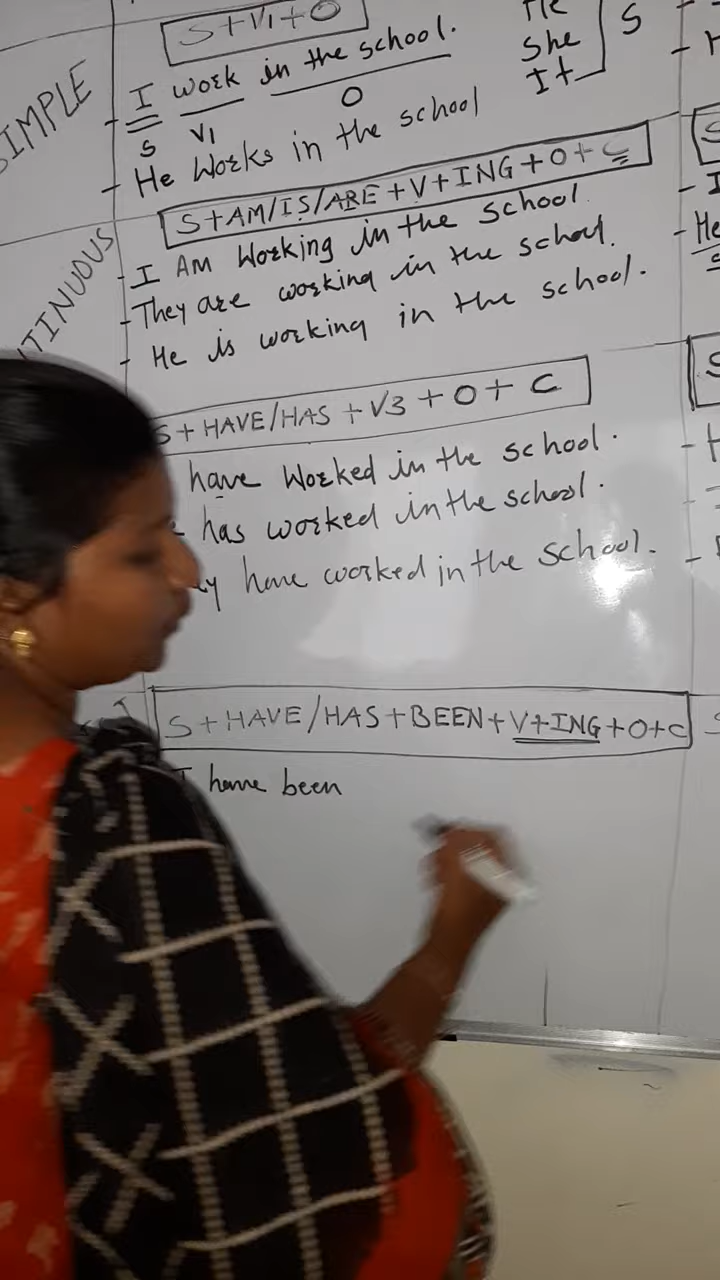 S+V1+O
I work in the school.
S V1 O
He works in the school
She
It
S
SIMPLE
S+AM/IS/ARE+V+ING+O+C
I AM working in the school
They are working in the school.
He is working in the school.
TINUOUS
He
S+HAVE/HAS+V3+O+C
have worked in the school.
has worked in the school.
have worked in the school.
S+HAVE/HAS+BEEN+V+ING+O+C
I have been